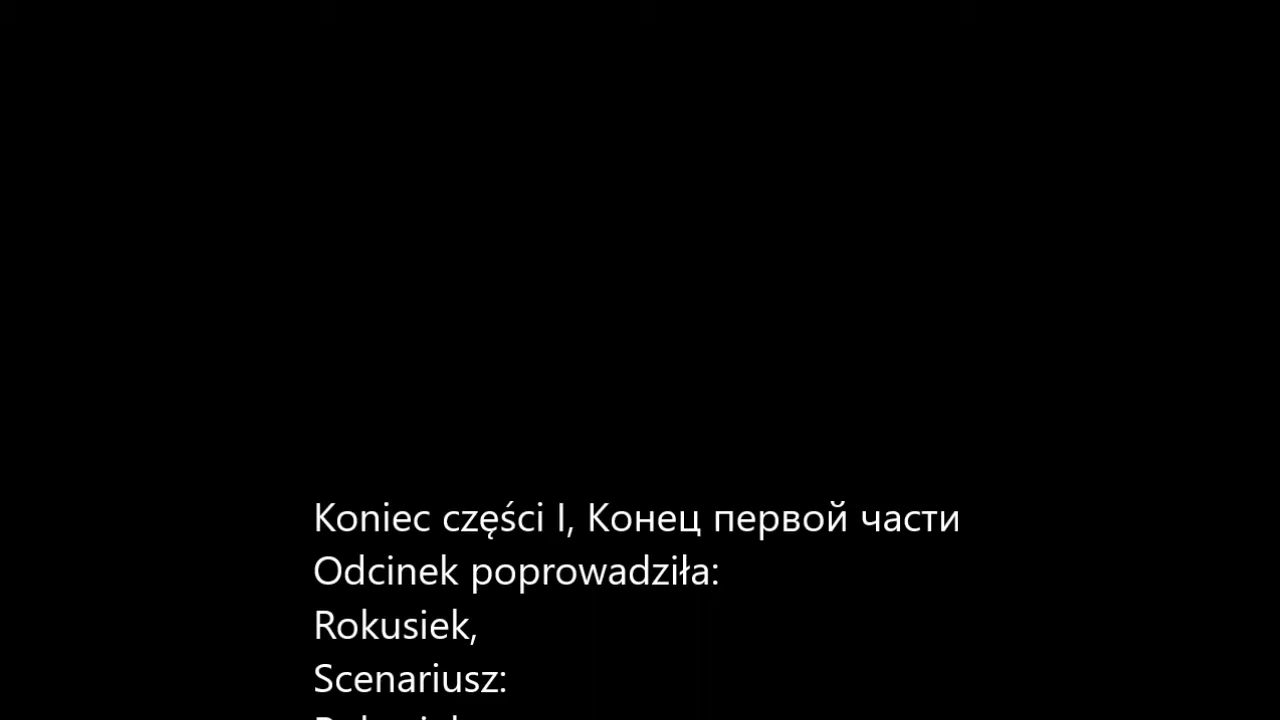 Koniec części I, Конец первой части
Odcinek poprowadziła:
Rokusiek,
Scenariusz: